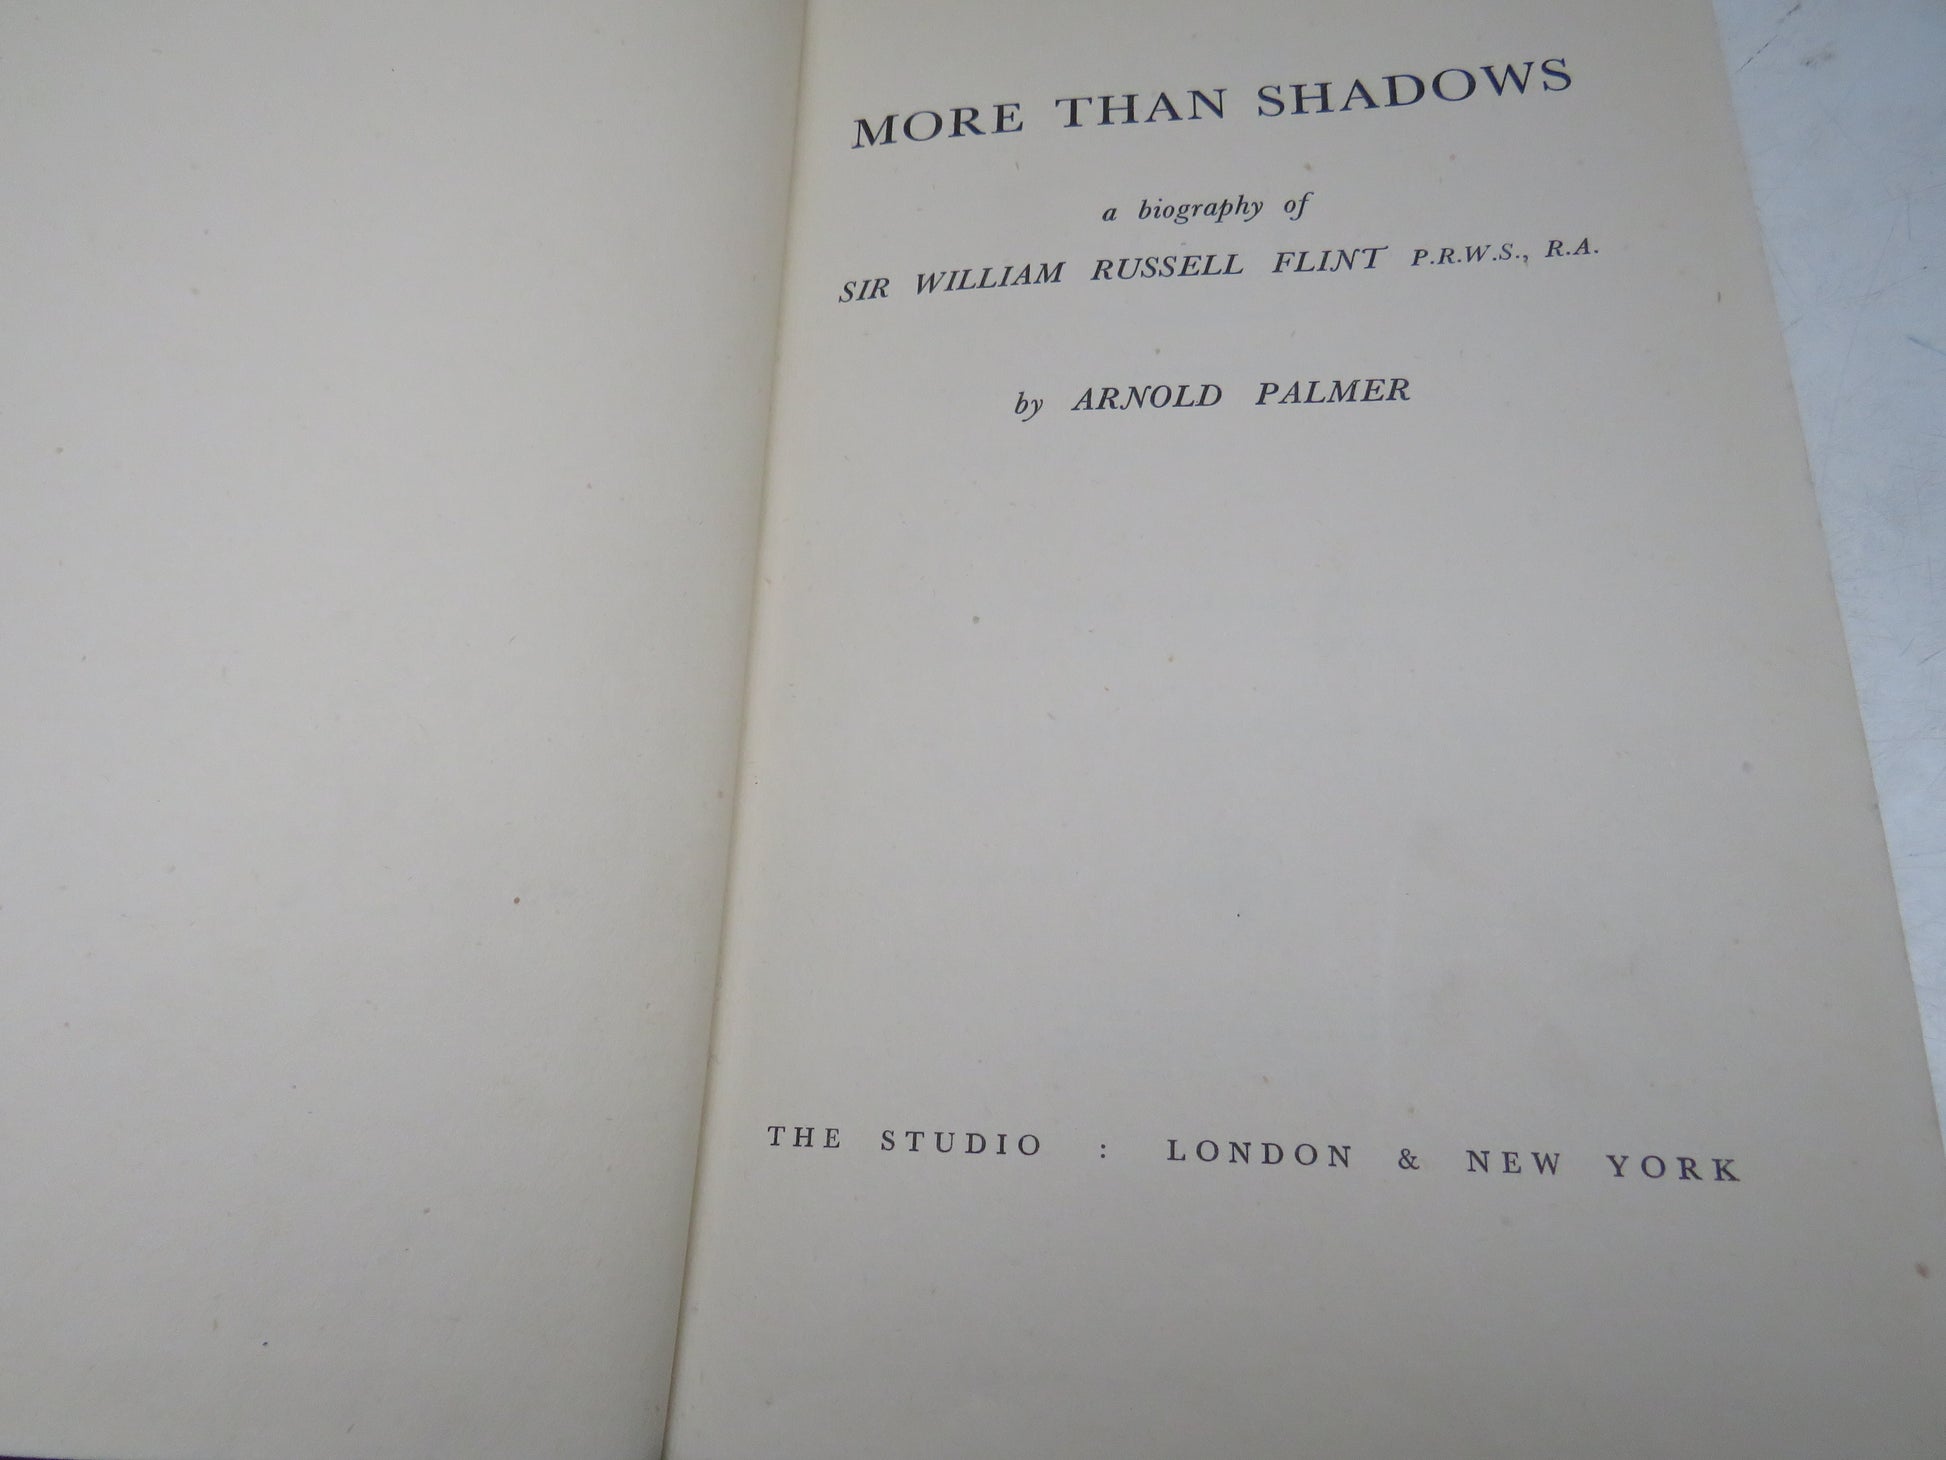 MORE THAN SHADOWS
a biography of
SIR WILLIAM RUSSELL FLINT P.R.W.S., R.A.
by ARNOLD PALMER
THE STUDIO : LONDON & NEW YORK